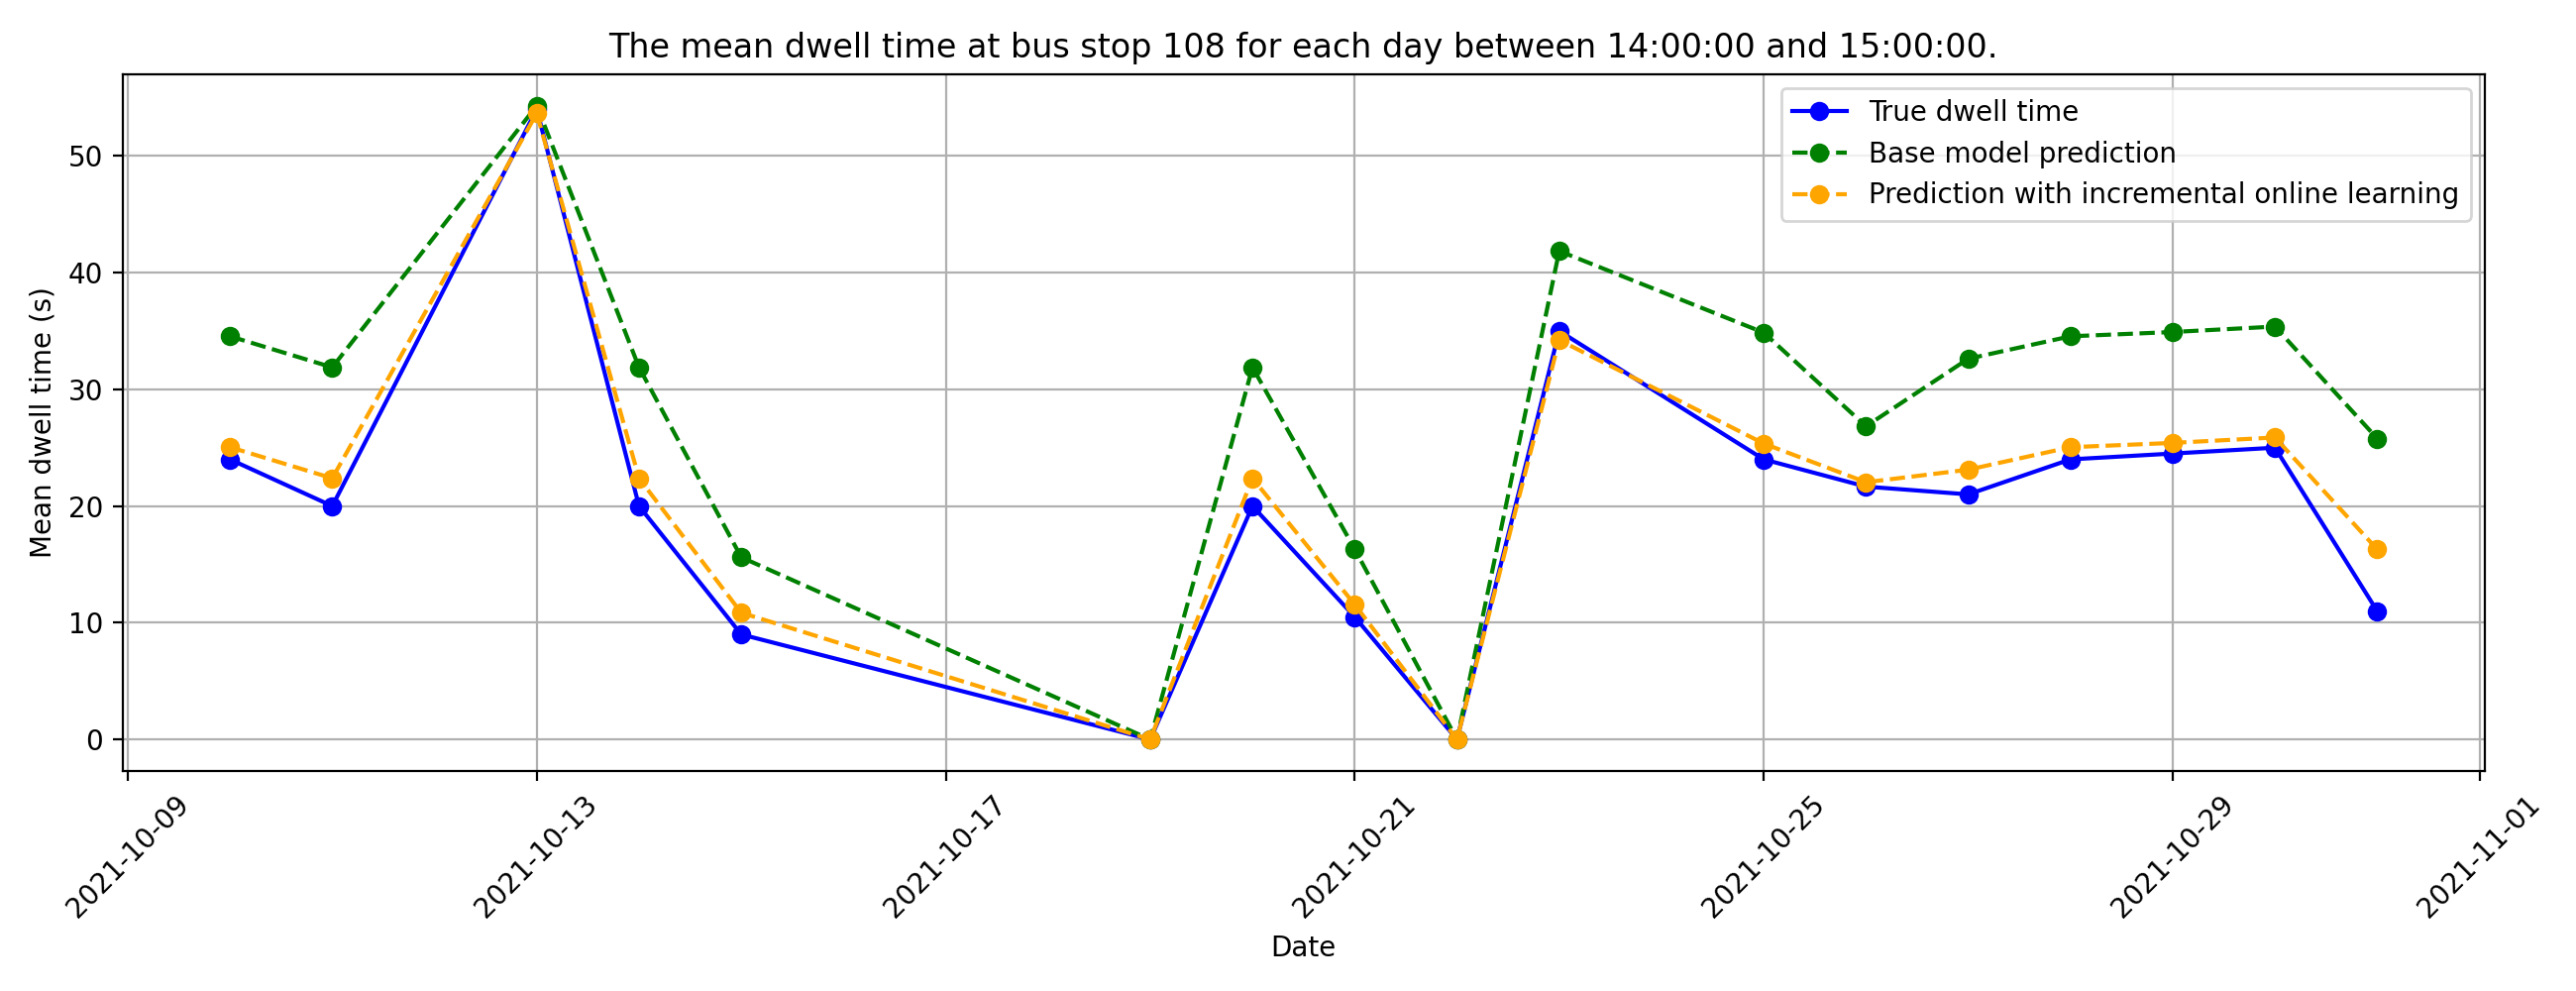 The mean dwell time at bus stop 108 for each day between 14:00:00 and 15:00:00.
True dwell time
Base model prediction
Prediction with incremental online learning
Mean dwell time (s)
50
40
30
20
10
0
2021-10-09
2021-10-13
2021-10-17
2021-10-21
2021-10-25
2021-10-29
2021-11-01
Date